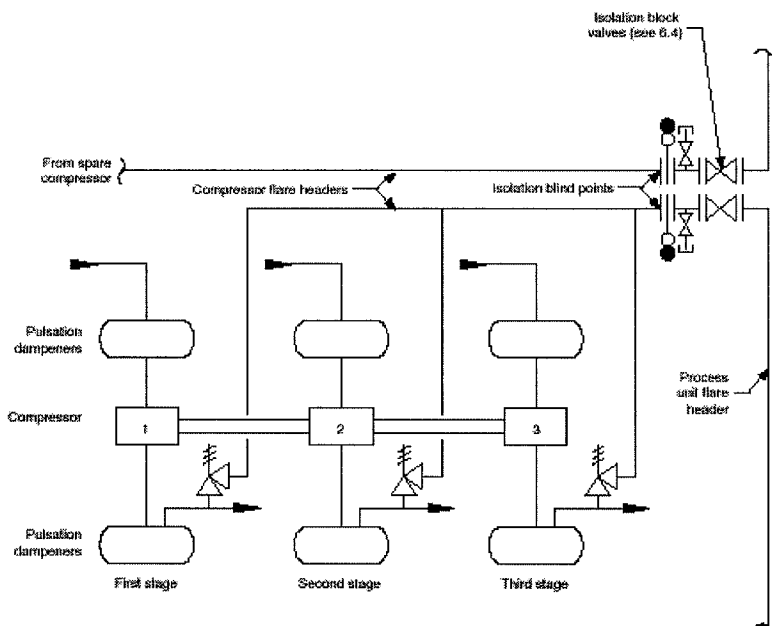 Isolation block
valves (see 6.4)
From spare
compressor
Compressor flare headers
Isolation blind points
Pulsation
dampeners
Process
unit flare
header
Compressor
1
2
3
Pulsation
dampeners
First stage
Second stage
Third stage